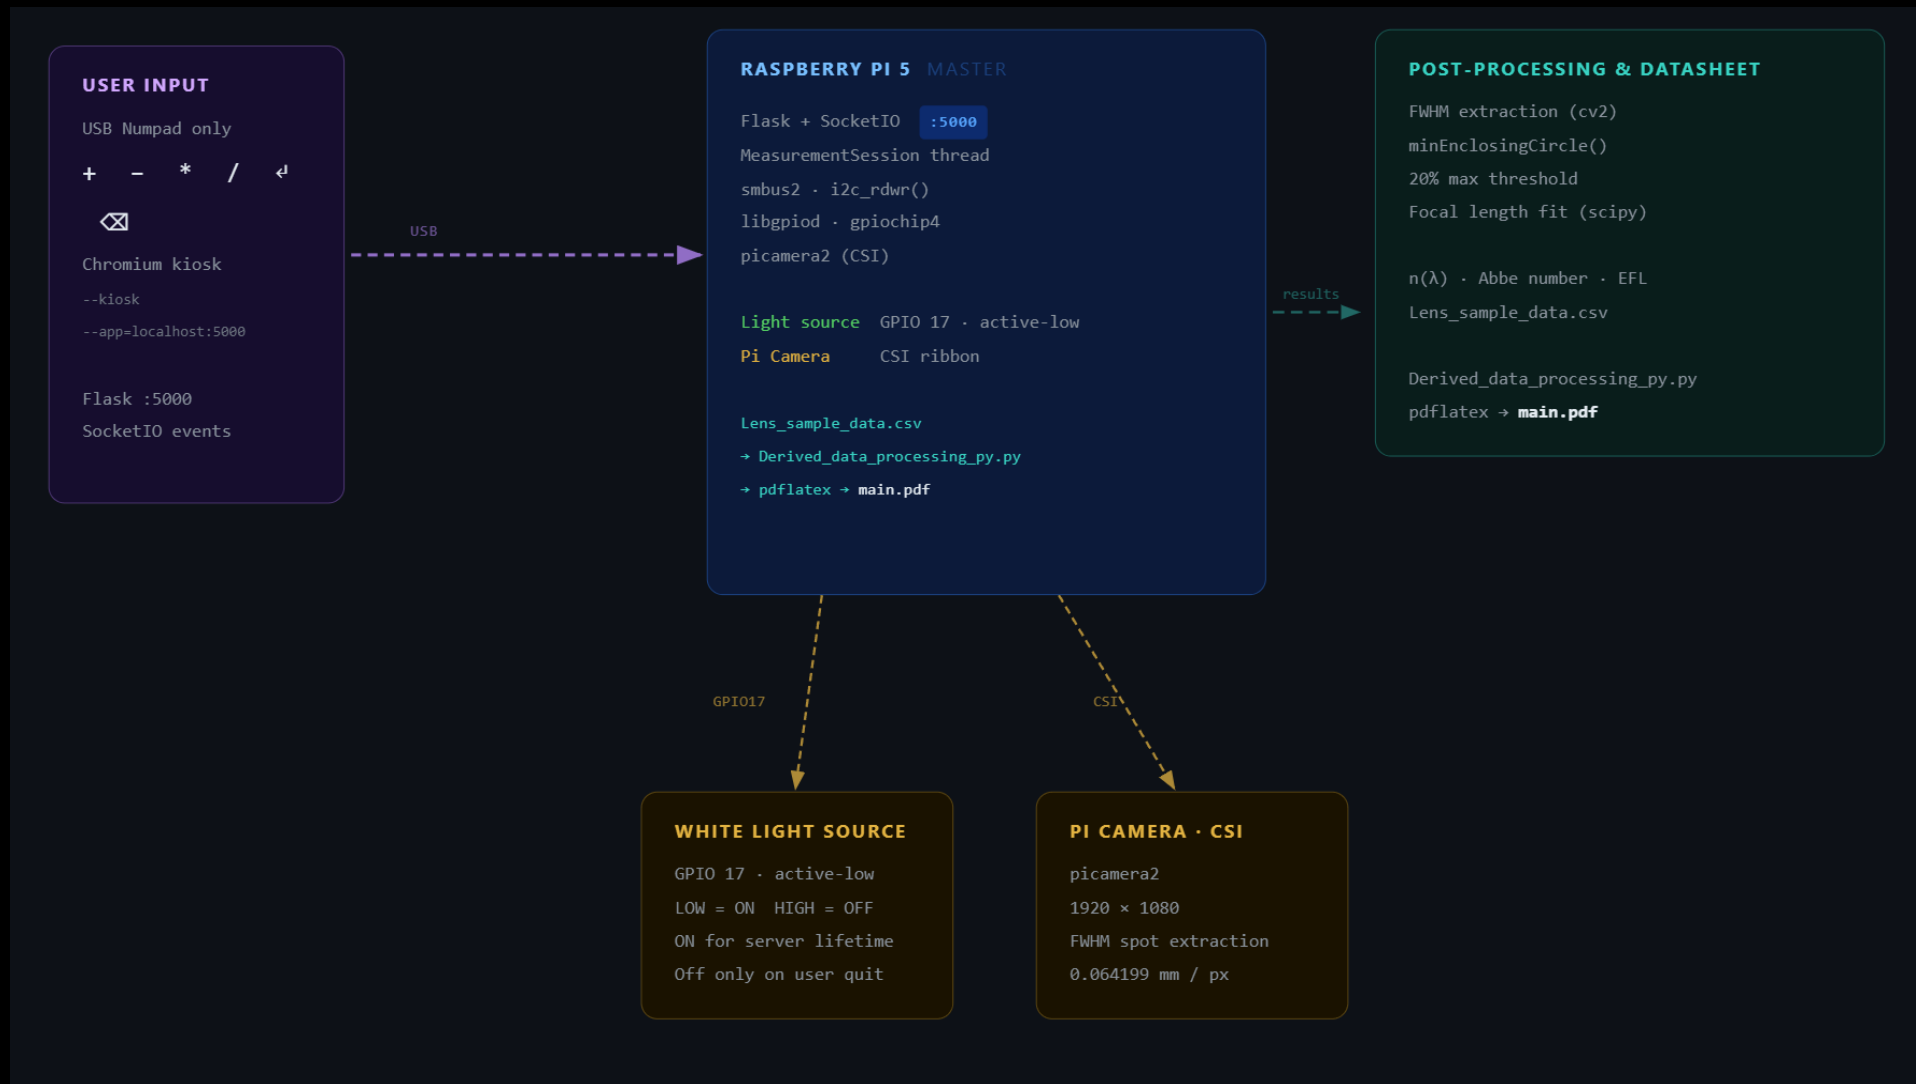 USER INPUT
USB Numpad only
+ − * / ↵
⌫
Chromium kiosk
--kiosk
--app=localhost:5000
Flask :5000
SocketIO events
USB
RASPBERRY PI 5 MASTER
Flask + SocketIO :5000
MeasurementSession thread
smbus2 · i2c_rdwr()
libgpiod · gpiochip4
picamera2 (CSI)
Light source GPIO 17 · active-low
Pi Camera CSI ribbon
Lens_sample_data.csv
→ Derived_data_processing_py.py
→ pdflatex → main.pdf
results
POST-PROCESSING & DATASHEET
FWHM extraction (cv2)
minEnclosingCircle()
20% max threshold
Focal length fit (scipy)
n(λ) · Abbe number · EFL
Lens_sample_data.csv
Derived_data_processing_py.py
pdflatex → main.pdf
GPIO17
CSI
WHITE LIGHT SOURCE
GPIO 17 · active-low
LOW = ON HIGH = OFF
ON for server lifetime
Off only on user quit
PI CAMERA · CSI
picamera2
1920 × 1080
FWHM spot extraction
0.064199 mm / px